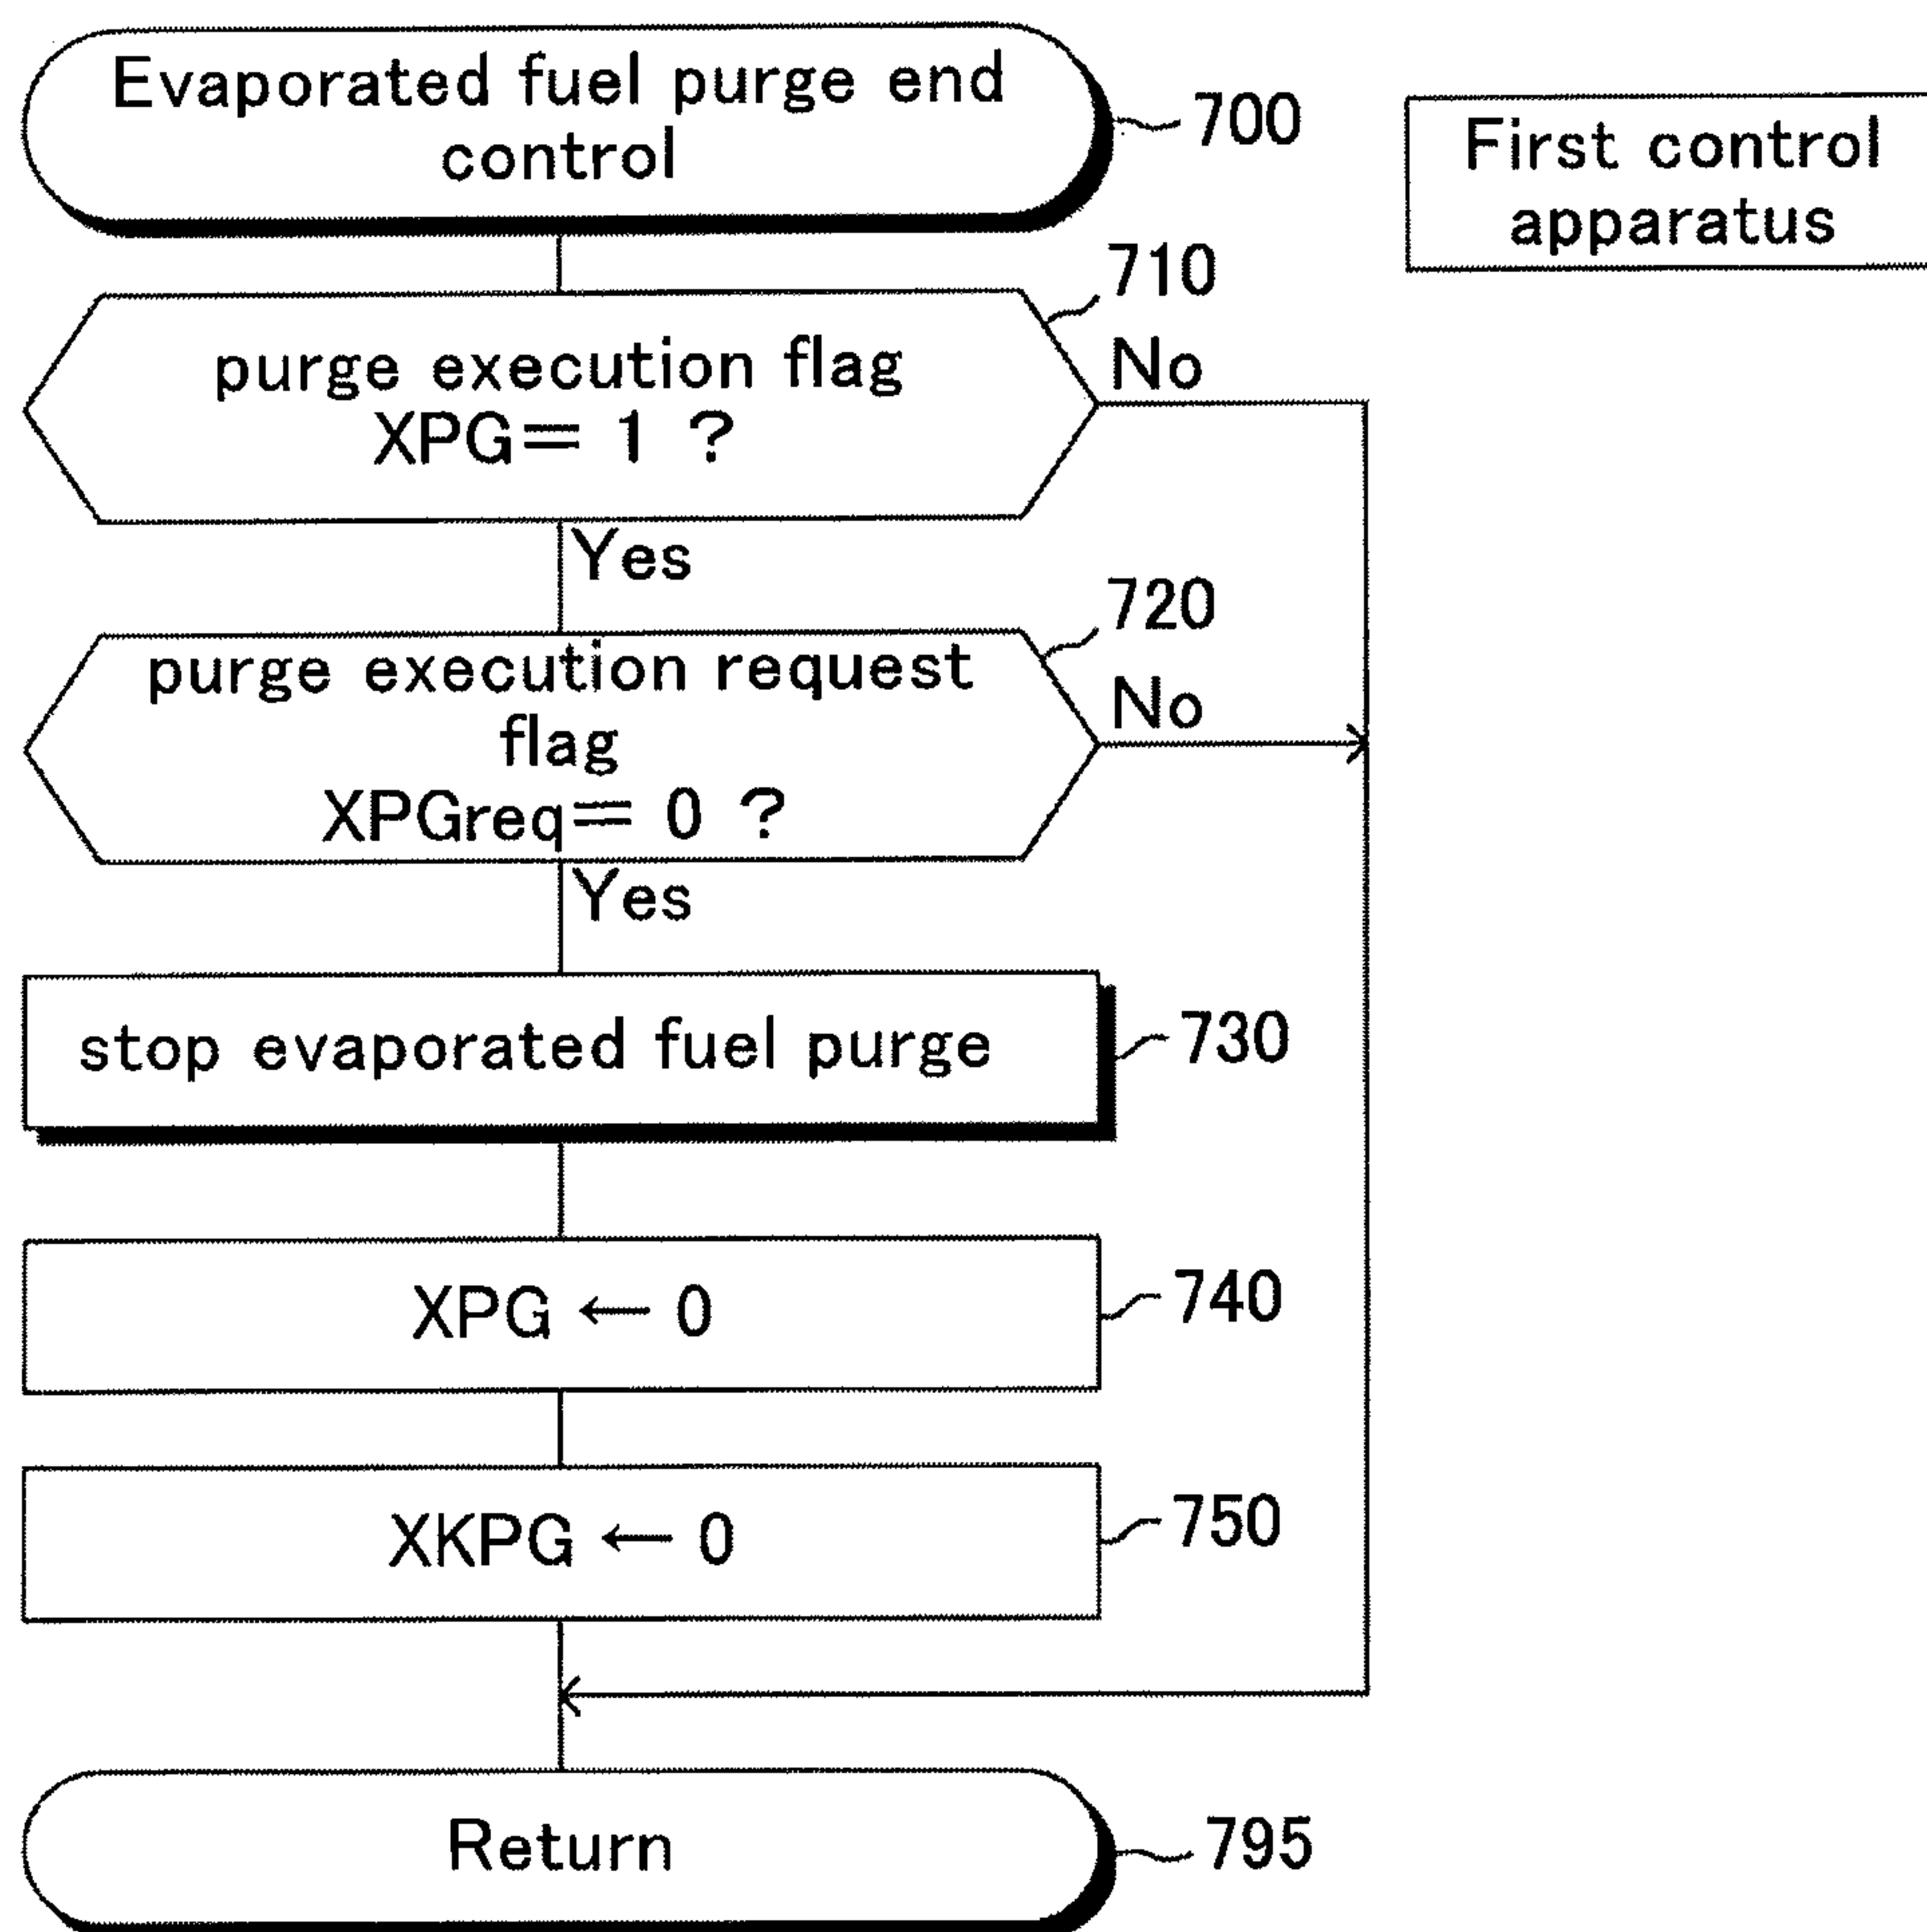 Evaporated fuel purge end
control
700
First control
apparatus
710
purge execution flag
XPG= 1 ?
No
Yes
720
purge execution request
flag
XPGreq= 0 ?
No
Yes
stop evaporated fuel purge
730
XPG ← 0
740
XKPG ← 0
750
Return
795